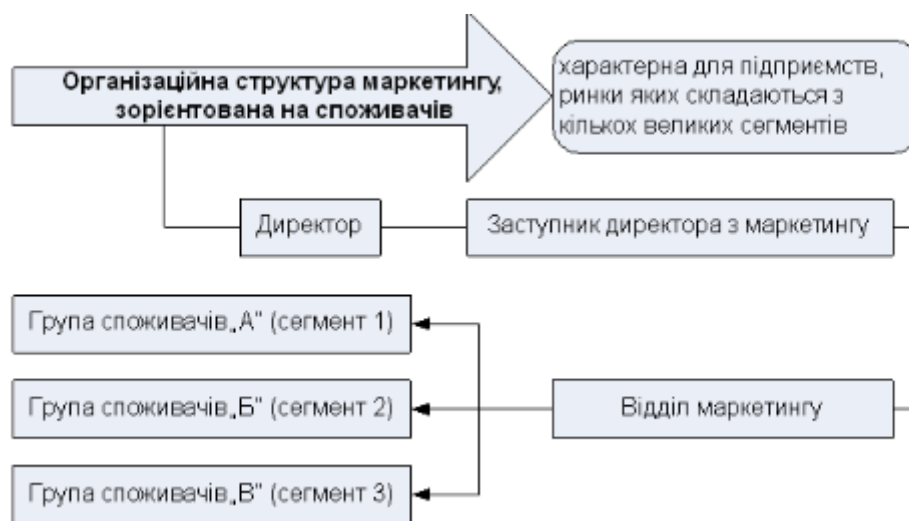 Організаційна структура маркетингу,
зорієнтована на споживачів
характерна для підприємств,
ринки яких складаються з
кількох великих сегментів
Директор
Заступник директора з маркетингу
Група споживачів„А" (сегмент 1)
Група споживачів„Б" (сегмент 2)
Відділ маркетингу
Група споживачів„В" (сегмент 3)